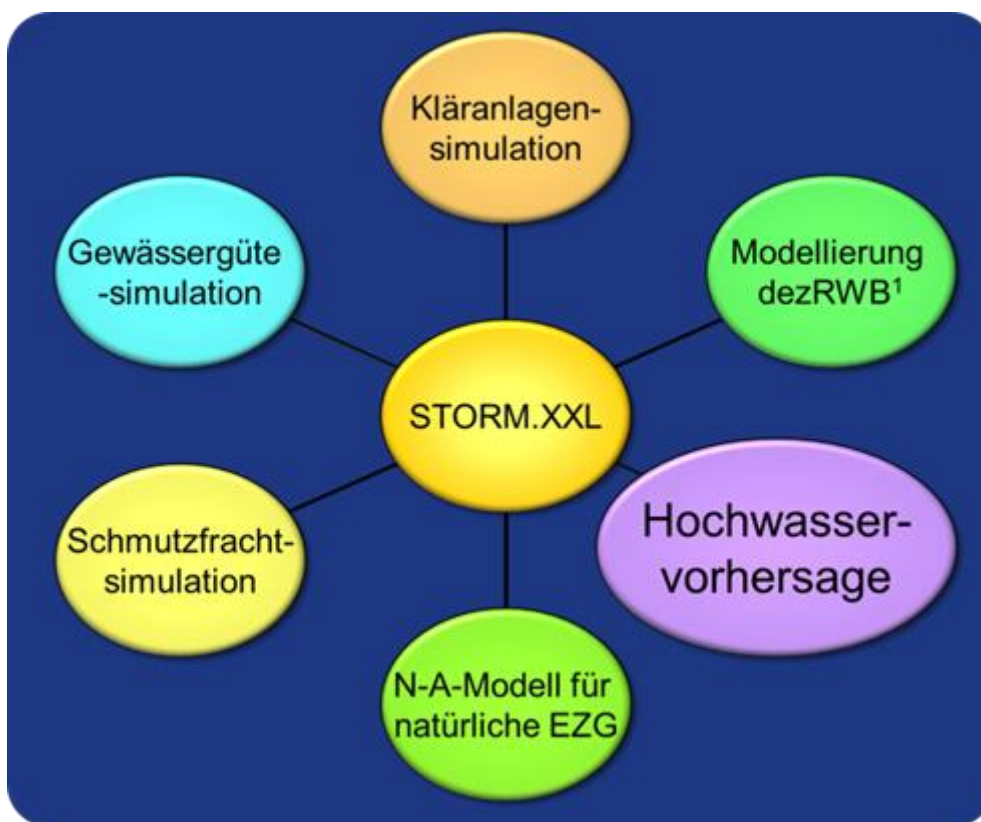 Kläranlagen-
simulation
Gewässergüte
-simulation
Modellierung
dezRWB¹
STORM.XXL
Schmutzfracht-
simulation
Hochwasser-
vorhersage
N-A-Modell für
natürliche EZG